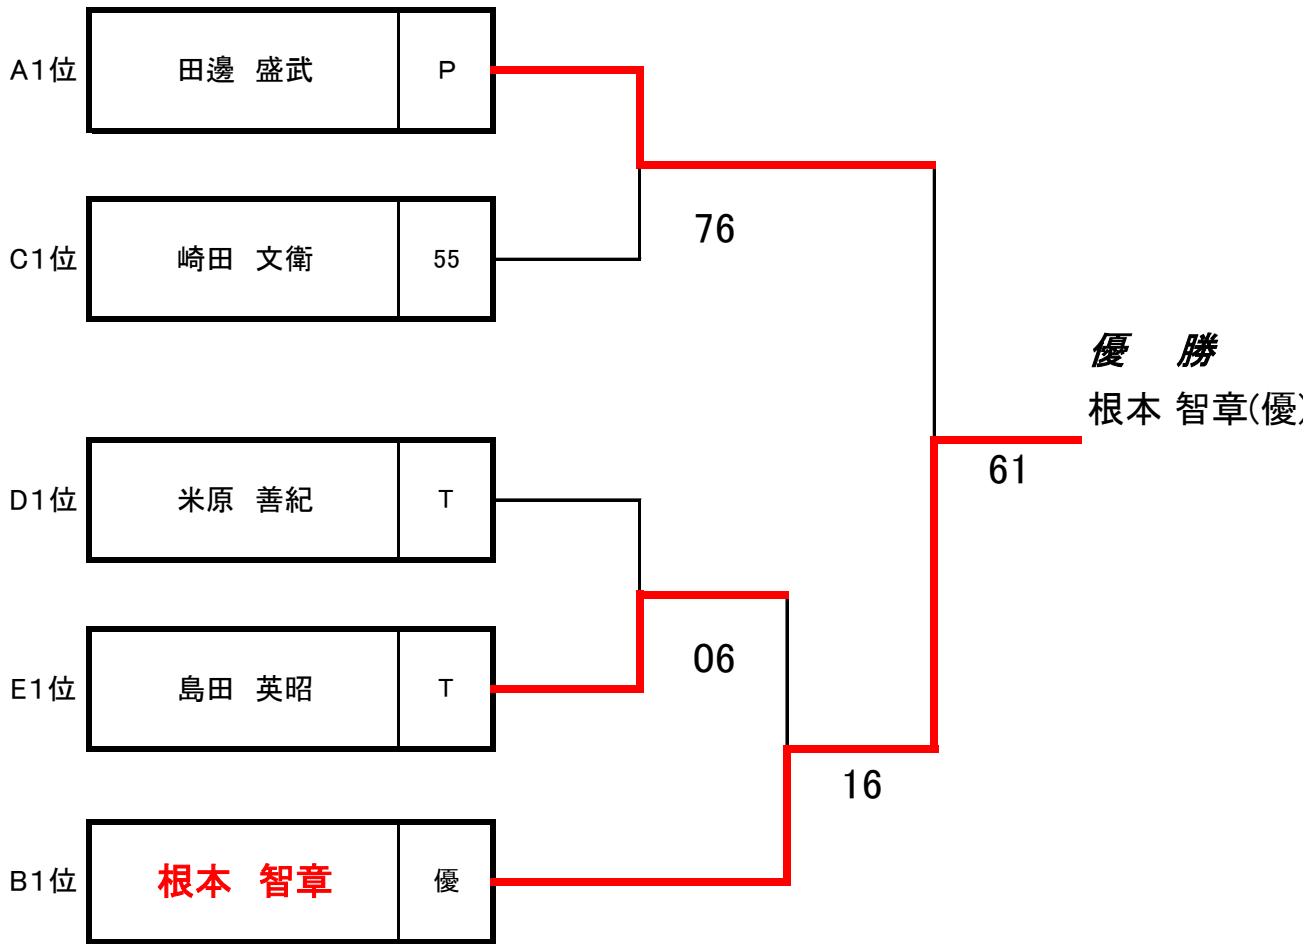 A1位 田邊 盛武 P
76
C1位 崎田 文衛 55
優 勝
根本 智章(優)
61
D1位 米原 善紀 T
06
E1位 島田 英昭 T
16
B1位 根本 智章 優